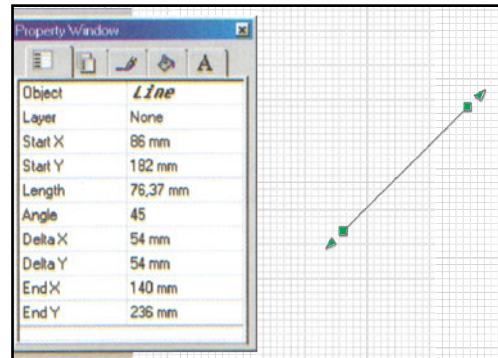 Property Window
A
Object Line
Layer None
Start X 86 mm
Start Y 182 mm
Length 76,37 mm
Angle 45
Delta X 54 mm
Delta Y 54 mm
End X 140 mm
End Y 236 mm